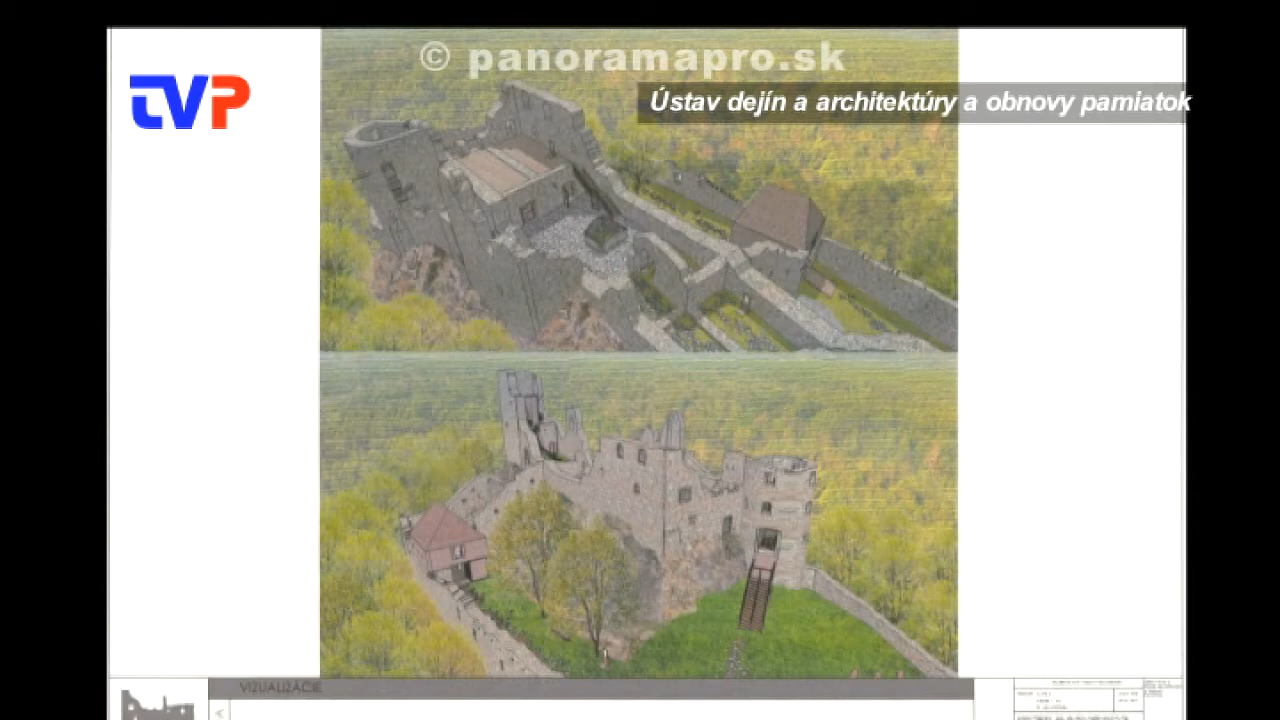 © panoramapro.sk
TVP
Ústav dejín a architektúry a obnovy pamiatok
VIZUALIZÁCIE